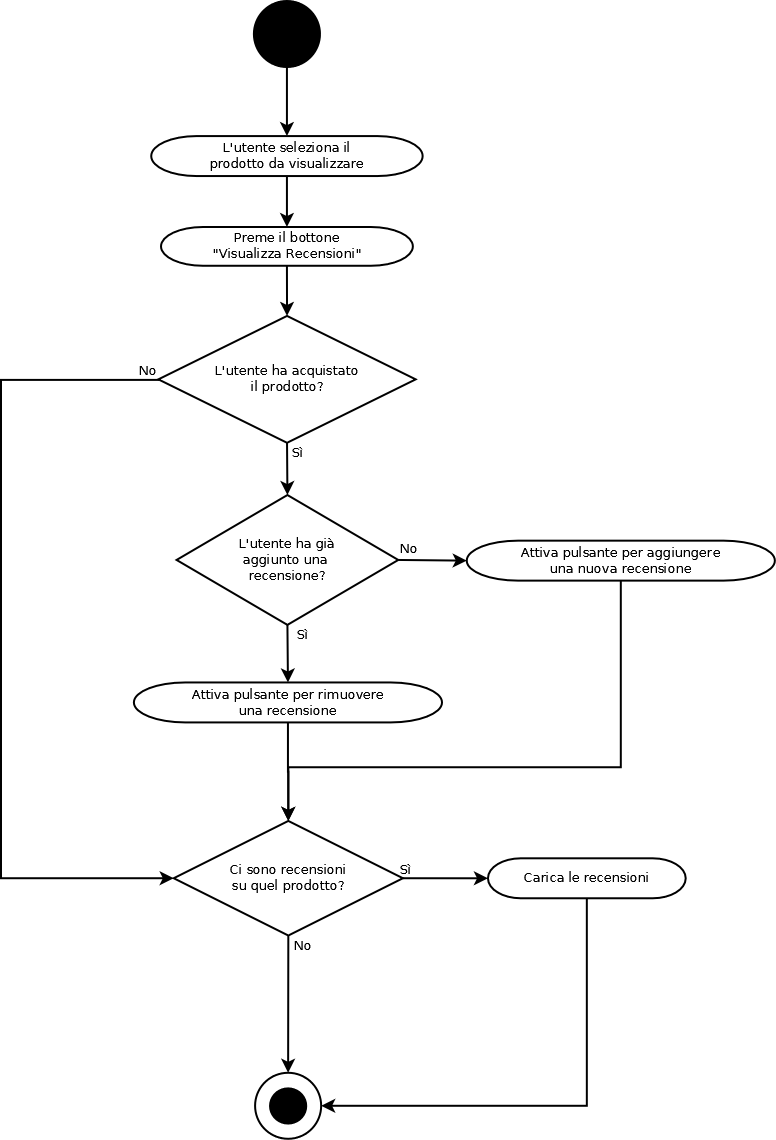 L'utente seleziona il
prodotto da visualizzare
Preme il bottone
"Visualizza Recensioni"
No
L'utente ha acquistato
il prodotto?
Sì
L'utente ha già
aggiunto una
recensione?
No
Attiva pulsante per aggiungere
una nuova recensione
Sì
Attiva pulsante per rimuovere
una recensione
Ci sono recensioni
su quel prodotto?
Sì
Carica le recensioni
No